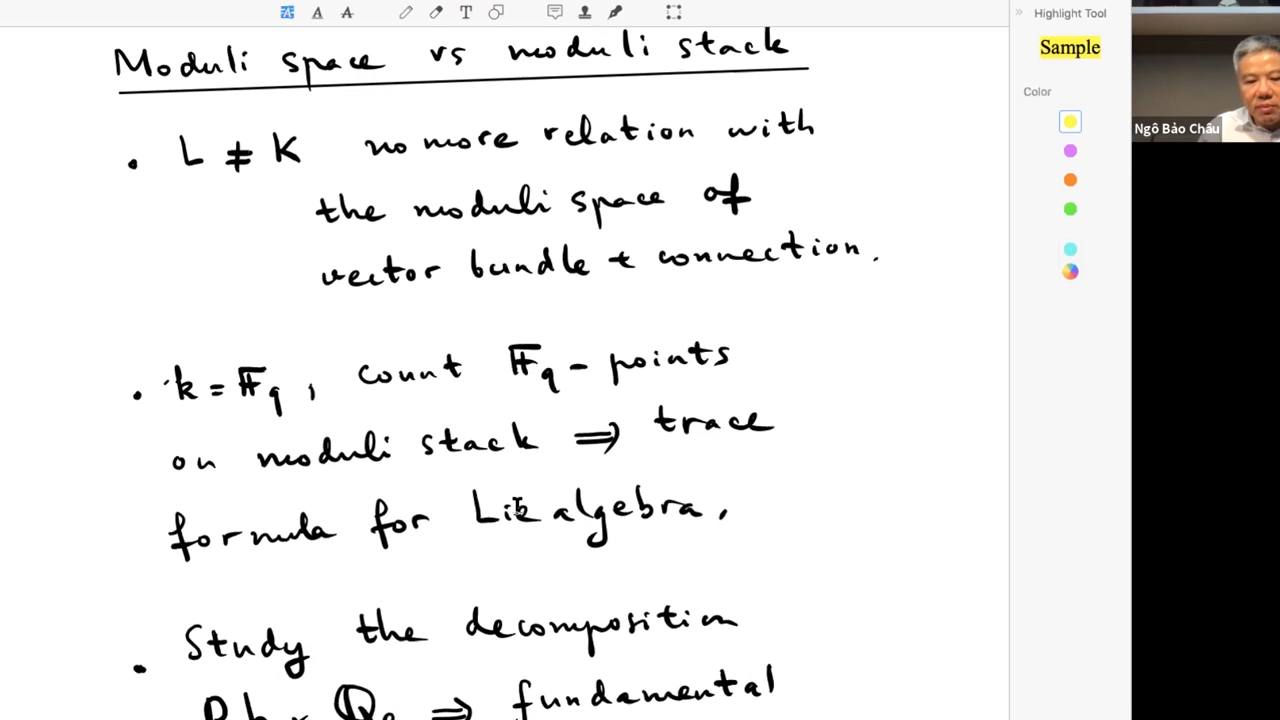 Moduli space vs moduli stack
• L ≠ K no more relation with
the moduli space of
vector bundle + connection.
• k = 𝔽q, count 𝔽q - points
on moduli stack ⇒ trace
formula for Lie algebra.
• Study the decomposition
⇒ fundamental
Highlight Tool
Sample
Color
Ngô Bảo Châu